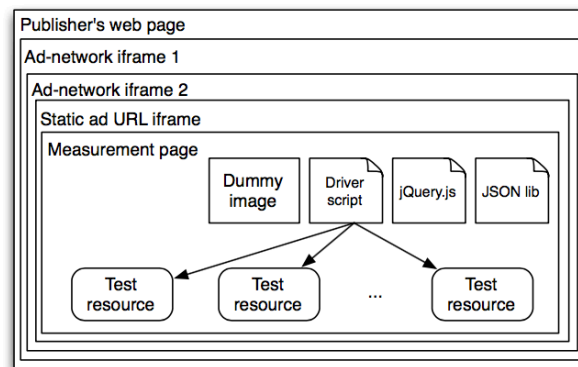 Publisher's web page
Ad-network iframe 1
Ad-network iframe 2
Static ad URL iframe
Measurement page
Dummy
image
Driver
script
jQuery.js
JSON lib
Test
resource
Test
resource
...
Test
resource